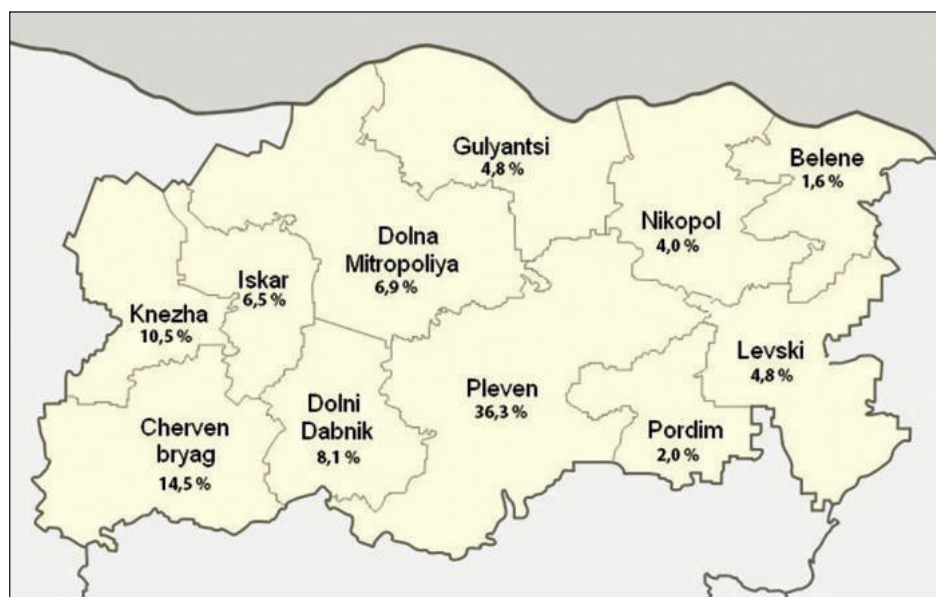 Gulyantsi
4,8 %
Belene
1,6 %
Nikopol
4,0 %
Dolna
Mitropoliya
6,9 %
Iskar
6,5 %
Knezha
10,5 %
Levski
4,8 %
Pleven
36,3 %
Dolni
Dabnik
8,1 %
Pordim
2,0 %
Cherven
bryag
14,5 %